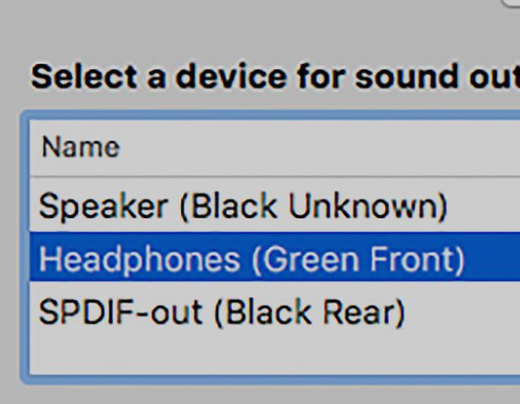 Select a device for sound out
Name
Speaker (Black Unknown)
Headphones (Green Front)
SPDIF-out (Black Rear)